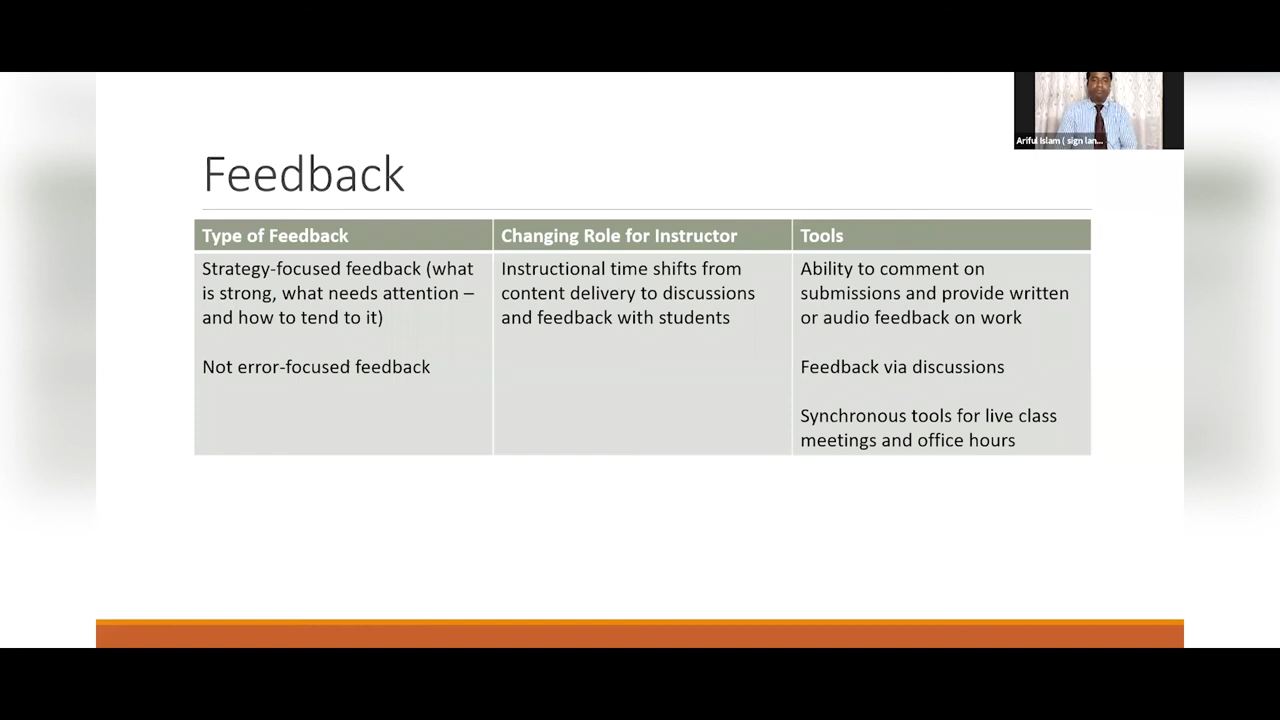 Ariful Islam ( sign lan...
Feedback
Type of Feedback
Changing Role for Instructor
Tools
Strategy-focused feedback (what
is strong, what needs attention –
and how to tend to it)
Not error-focused feedback
Instructional time shifts from
content delivery to discussions
and feedback with students
Ability to comment on
submissions and provide written
or audio feedback on work
Feedback via discussions
Synchronous tools for live class
meetings and office hours